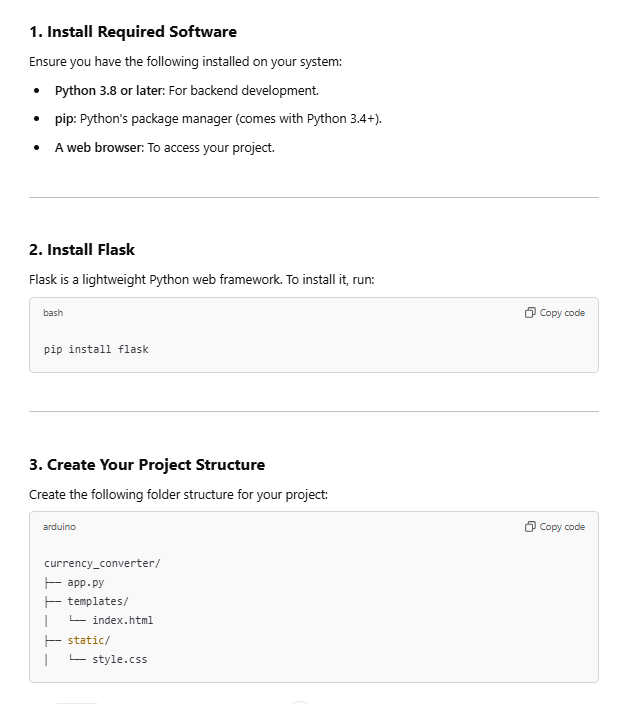 1. Install Required Software
Ensure you have the following installed on your system:
• Python 3.8 or later: For backend development.
• pip: Python's package manager (comes with Python 3.4+).
• A web browser: To access your project.
2. Install Flask
Flask is a lightweight Python web framework. To install it, run:
bash Copy code
pip install flask
3. Create Your Project Structure
Create the following folder structure for your project:
arduino Copy code
currency_converter/
├── app.py
├── templates/
│   └── index.html
├── static/
│   └── style.css